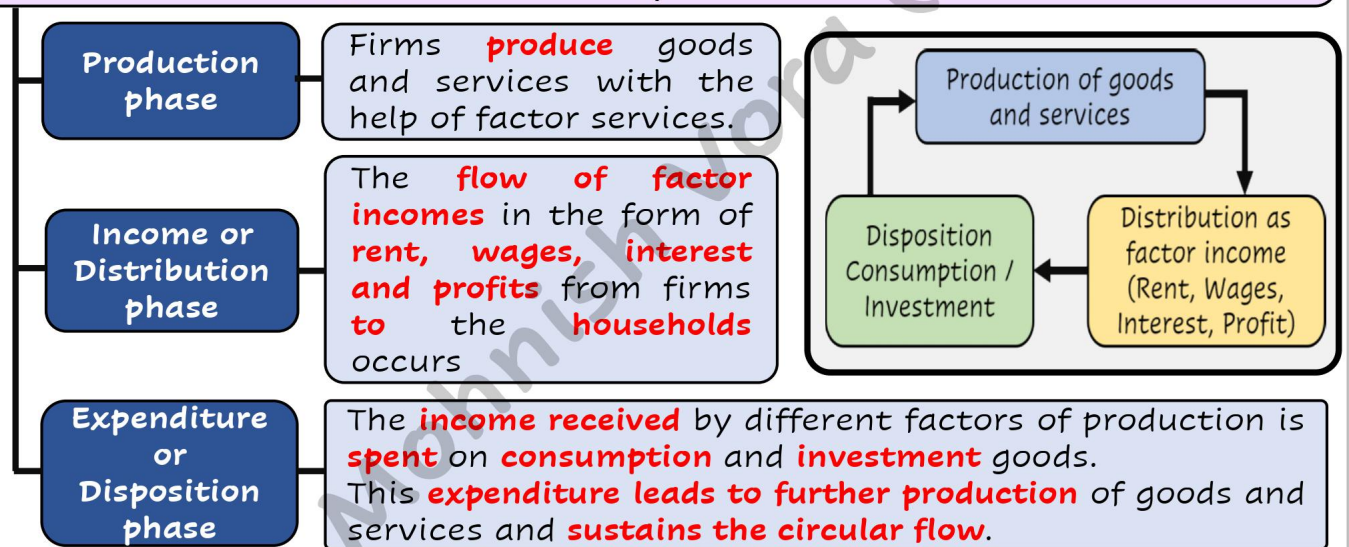 Production
phase
Firms produce goods
and services with the
help of factor services.
Income or
Distribution
phase
The flow of factor
incomes in the form of
rent, wages, interest
and profits from firms
to the households
occurs
Production of goods
and services
Disposition
Consumption /
Investment
Distribution as
factor income
(Rent, Wages,
Interest, Profit)
Expenditure
or
Disposition
phase
The income received by different factors of production is
spent on consumption and investment goods.
This expenditure leads to further production of goods and
services and sustains the circular flow.
Mohnish Vora